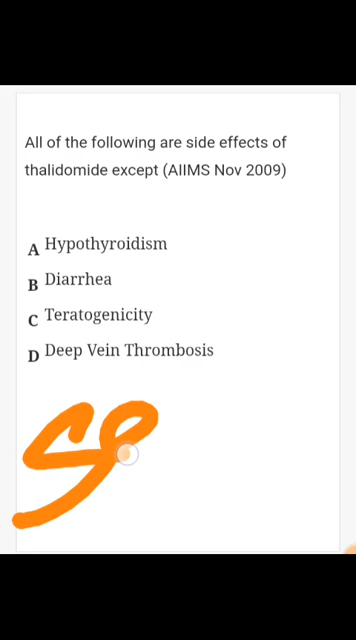 All of the following are side effects of
thalidomide except (AIIMS Nov 2009)
A Hypothyroidism
B Diarrhea
C Teratogenicity
D Deep Vein Thrombosis